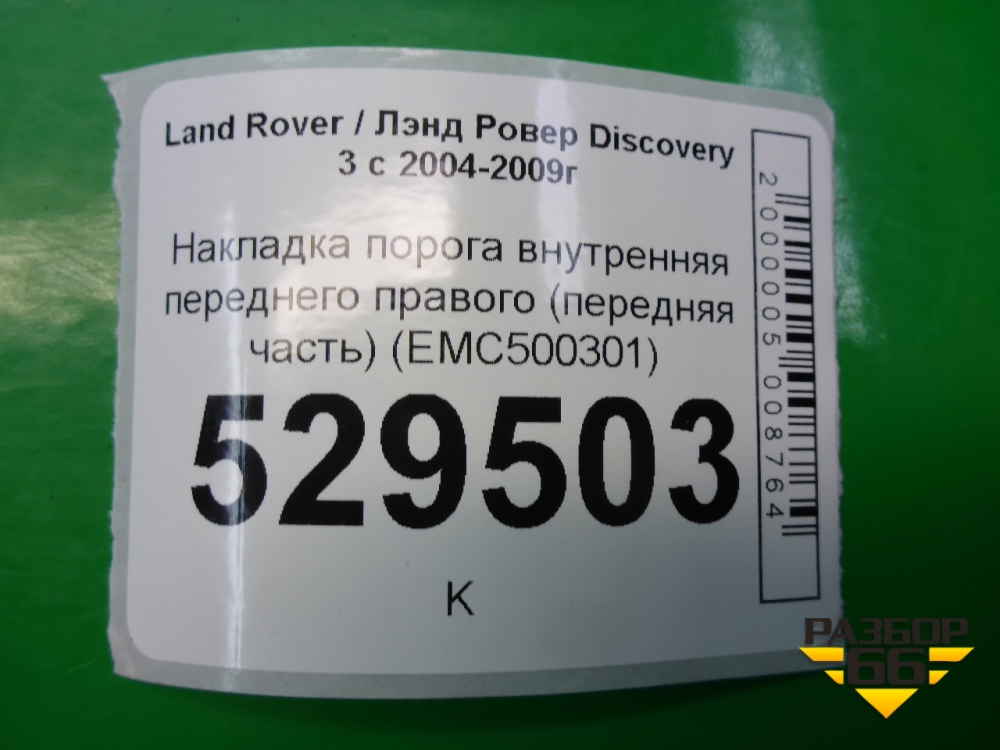 Land Rover / Лэнд Ровер Discovery
3 с 2004-2009г
Накладка порога внутренняя
переднего правого (передняя
часть) (EMC500301)
529503
К
2000005008764
РАЗБОР
66